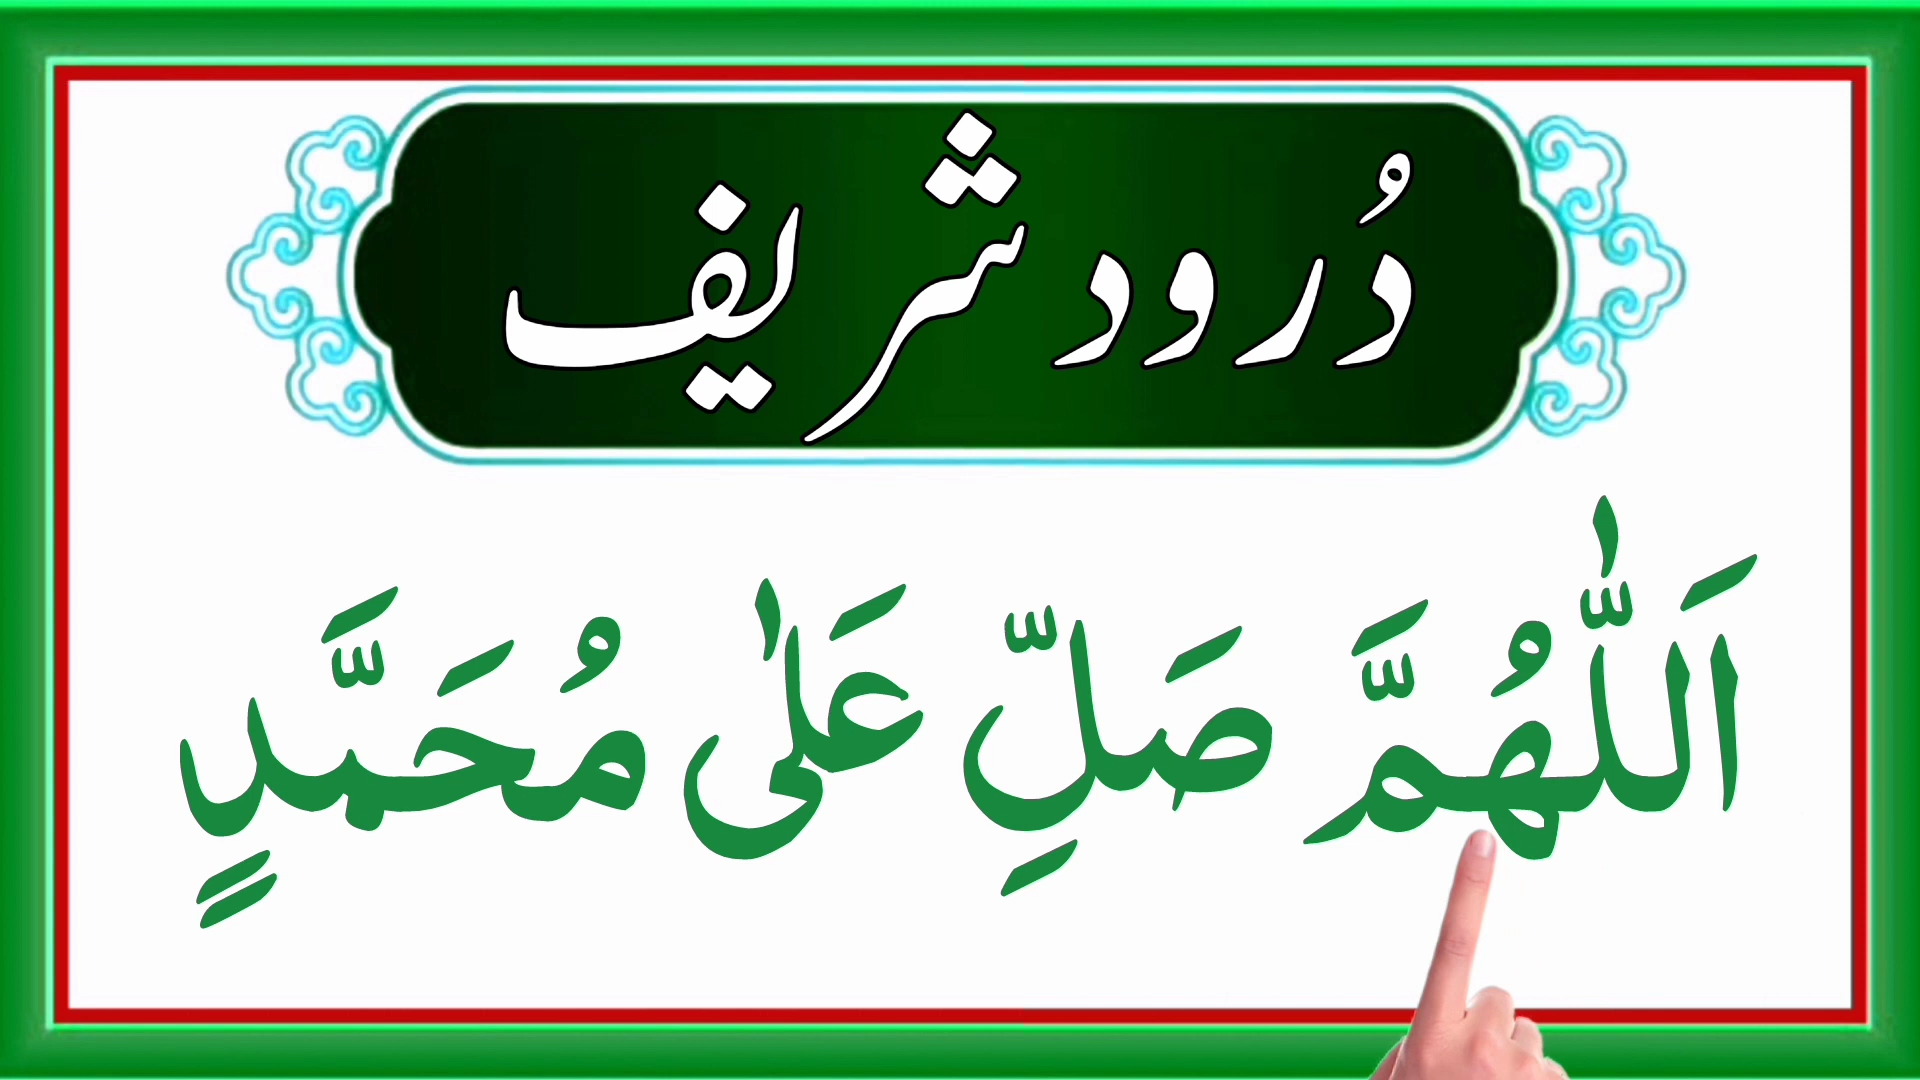 دُرود شریف
اَللّٰهُمَّ صَلِّ عَلٰى مُحَمَّدٍ